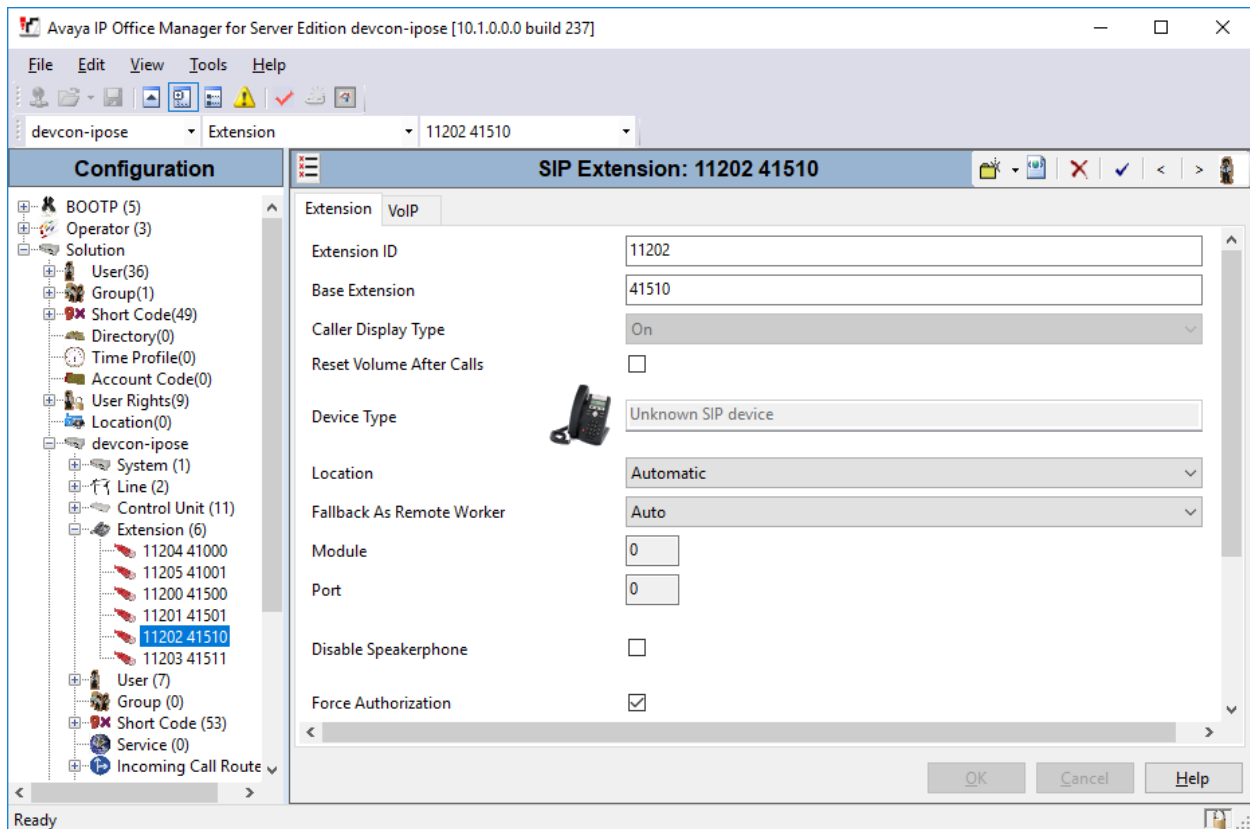 Avaya IP Office Manager for Server Edition devcon-ipose [10.1.0.0.0 build 237]
File Edit View Tools Help
devcon-ipose Extension 11202 41510
Configuration
BOOTP (5)
Operator (3)
Solution
User(36)
Group(1)
Short Code(49)
Directory(0)
Time Profile(0)
Account Code(0)
User Rights(9)
Location(0)
devcon-ipose
System (1)
Line (2)
Control Unit (11)
Extension (6)
11204 41000
11205 41001
11200 41500
11201 41501
11202 41510
11203 41511
User (7)
Group (0)
Short Code (53)
Service (0)
Incoming Call Route
SIP Extension: 11202 41510
Extension VoIP
Extension ID 11202
Base Extension 41510
Caller Display Type On
Reset Volume After Calls
Device Type Unknown SIP device
Location Automatic
Fallback As Remote Worker Auto
Module 0
Port 0
Disable Speakerphone
Force Authorization
OK Cancel Help
Ready